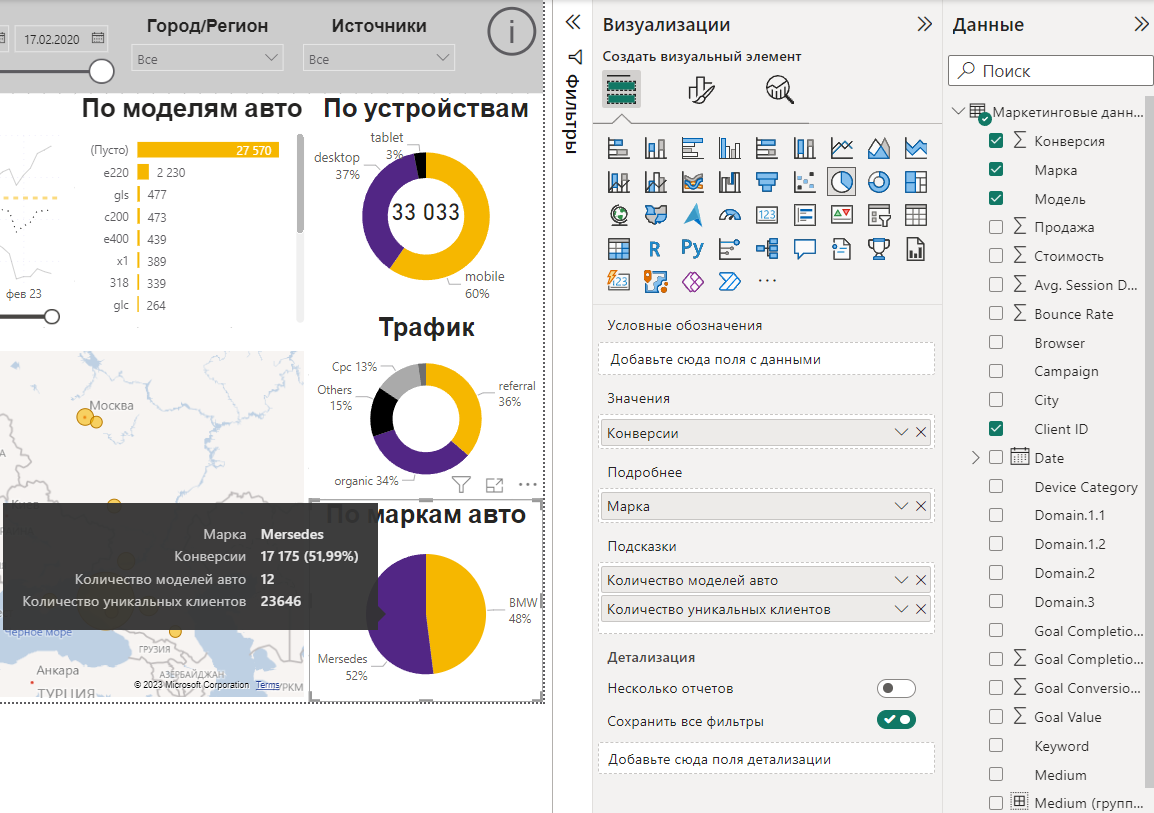 17.02.2020
Город/Регион
Все
Источники
Все
i
По моделям авто
(Пусто) 27 570
e220 2 230
gls 477
c200 473
e400 439
x1 389
318 339
glc 264
фев 23
По устройствам
tablet
3%
desktop
37%
33 033
mobile
60%
Трафик
Cpc 13%
Others
15%
referral
36%
organic 34%
Москва
Черное море
ГРУЗИЯ
Анкара
АЗЕРБАЙДЖАН
ТУРЦИЯ
© 2023 Microsoft Corporation Terms
По маркам авто
BMW
48%
Mersedes
52%
Марка Mersedes
Конверсии 17 175 (51,99%)
Количество моделей авто 12
Количество уникальных клиентов 23646
Фильтры
Визуализации
Создать визуальный элемент
123
R
Py
123
...
Условные обозначения
Добавьте сюда поля с данными
Значения
Конверсии
Подробнее
Марка
Подсказки
Количество моделей авто
Количество уникальных клиентов
Детализация
Несколько отчетов
Сохранить все фильтры
Добавьте сюда поля детализации
Данные
Поиск
Маркетинговые данн...
Конверсия
Марка
Модель
Продажа
Стоимость
Avg. Session D...
Bounce Rate
Browser
Campaign
City
Client ID
Date
Device Category
Domain.1.1
Domain.1.2
Domain.2
Domain.3
Goal Completio...
Goal Completio...
Goal Conversio...
Goal Value
Keyword
Medium
Medium (групп...